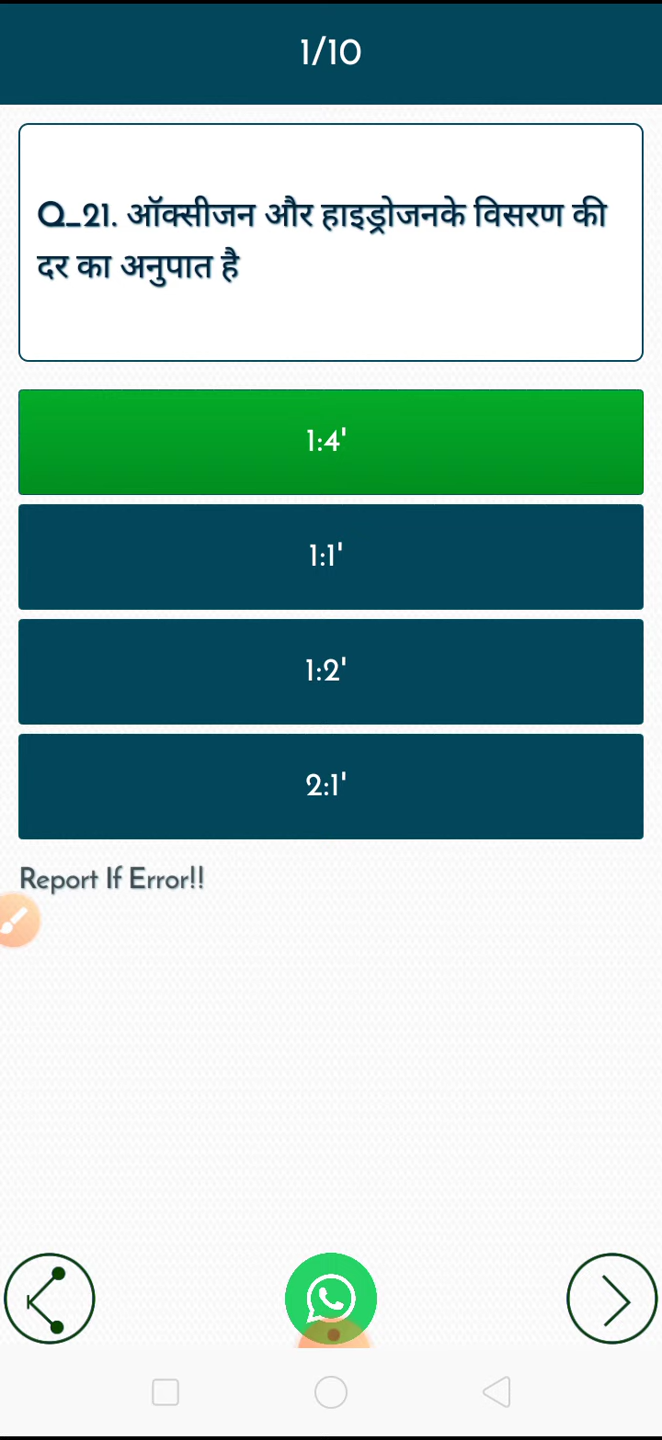 1/10
Q_21. ऑक्सीजन और हाइड्रोजनके विसरण की
दर का अनुपात है
1:4'
1:1'
1:2'
2:1'
Report If Error!!